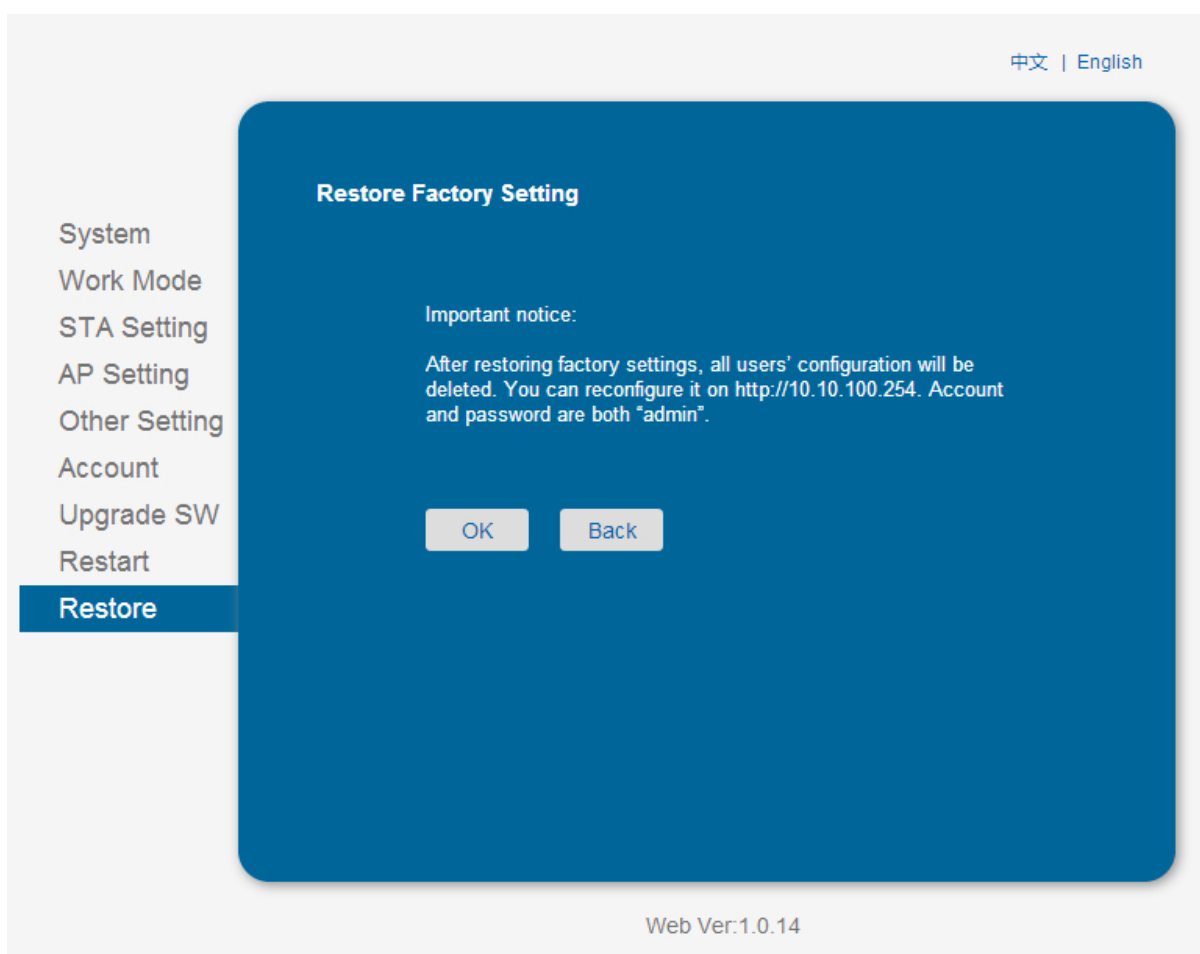 中文 | English
Restore Factory Setting
System
Work Mode
STA Setting
AP Setting
Other Setting
Account
Upgrade SW
Restart
Restore
Important notice:
After restoring factory settings, all users’ configuration will be
deleted. You can reconfigure it on http://10.10.100.254. Account
and password are both “admin”.
OK Back
Web Ver:1.0.14